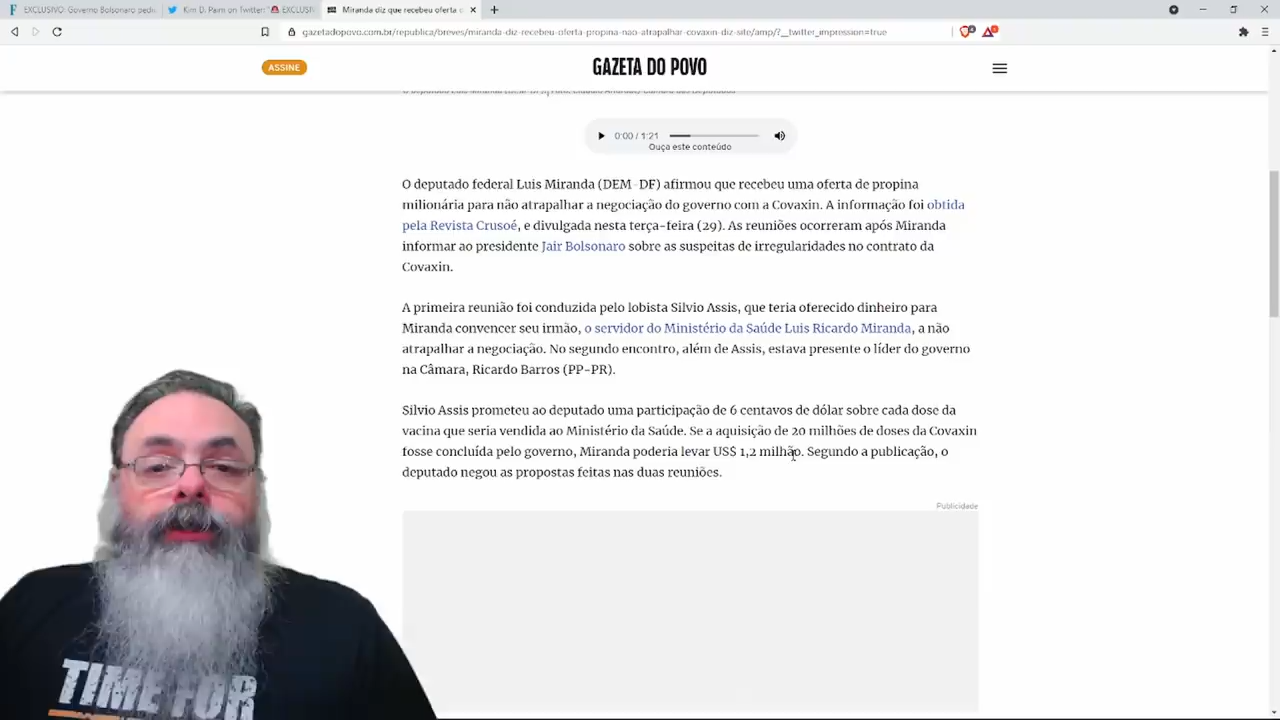 EXCLUSIVO: Governo Bolsonaro pediu
Kim D. Paim on Twitter: "🚨 EXCLUSI
Miranda diz que recebeu oferta d
gazetadopovo.com.br/republica/breves/miranda-diz-recebeu-oferta-propina-nao-atrapalhar-covaxin-diz-site/amp/?__twitter_impression=true
ASSINE
GAZETA DO POVO
0:00 / 1:21
Ouça este conteúdo
O deputado federal Luis Miranda (DEM-DF) afirmou que recebeu uma oferta de propina
milionária para não atrapalhar a negociação do governo com a Covaxin. A informação foi obtida
pela Revista Crusoé, e divulgada nesta terça-feira (29). As reuniões ocorreram após Miranda
informar ao presidente Jair Bolsonaro sobre as suspeitas de irregularidades no contrato da
Covaxin.
A primeira reunião foi conduzida pelo lobista Silvio Assis, que teria oferecido dinheiro para
Miranda convencer seu irmão, o servidor do Ministério da Saúde Luis Ricardo Miranda, a não
atrapalhar a negociação. No segundo encontro, além de Assis, estava presente o líder do governo
na Câmara, Ricardo Barros (PP-PR).
Silvio Assis prometeu ao deputado uma participação de 6 centavos de dólar sobre cada dose da
vacina que seria vendida ao Ministério da Saúde. Se a aquisição de 20 milhões de doses da Covaxin
fosse concluída pelo governo, Miranda poderia levar US$ 1,2 milhão. Segundo a publicação, o
deputado negou as propostas feitas nas duas reuniões.
Publicidade
TIME FOR